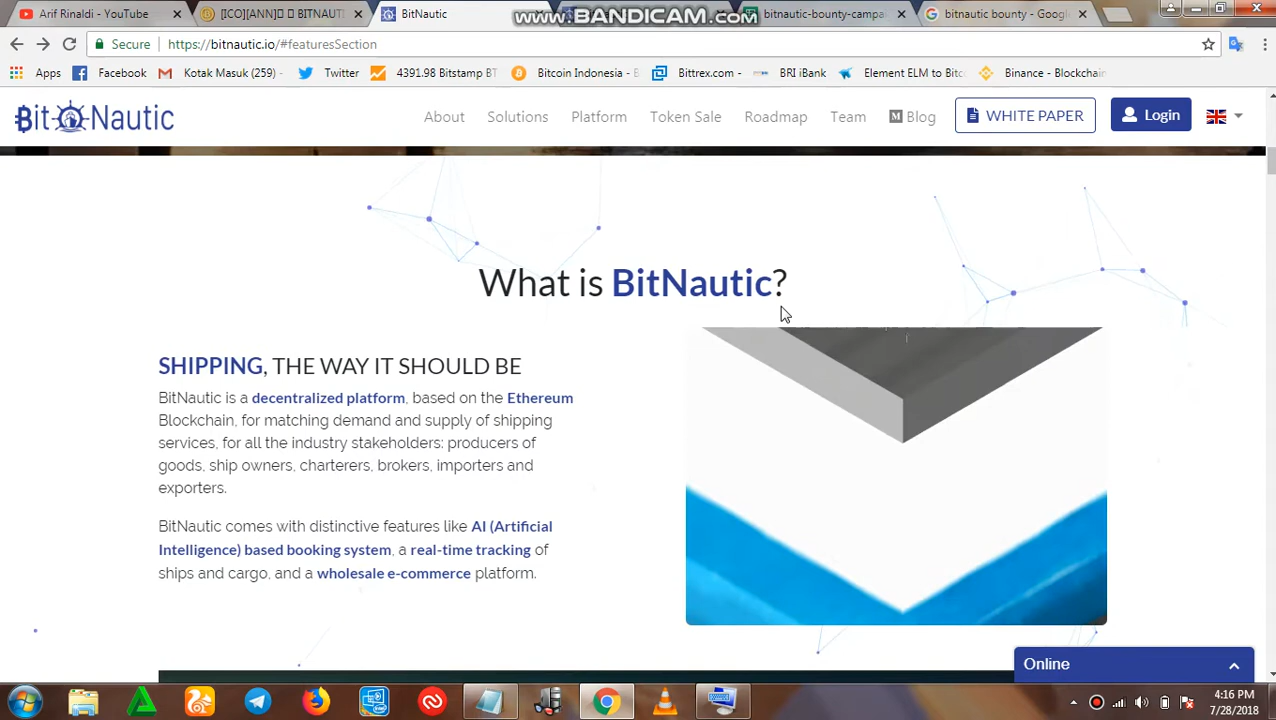 Arif Rinaldi - YouTube
[[CO][ANN] BITNAUT
BitNautic
bitnautic-bounty-campa
bitnautic bounty - Google
www.BANDICAM.com
Secure https://bitnautic.io/#featuresSection
Apps Facebook Kotak Masuk (259) - Twitter 4391.98 Bitstamp BT Bitcoin Indonesia - B Bittrex.com - BRI iBank Element ELM to Bitc Binance - Blockchain
BitNautic
About Solutions Platform Token Sale Roadmap Team Blog WHITE PAPER Login
What is BitNautic?
SHIPPING, THE WAY IT SHOULD BE
BitNautic is a decentralized platform, based on the Ethereum
Blockchain, for matching demand and supply of shipping
services, for all the industry stakeholders: producers of
goods, ship owners, charterers, brokers, importers and
exporters.
BitNautic comes with distinctive features like AI (Artificial
Intelligence) based booking system, a real-time tracking of
ships and cargo, and a wholesale e-commerce platform.
Online
4:16 PM
7/28/2018